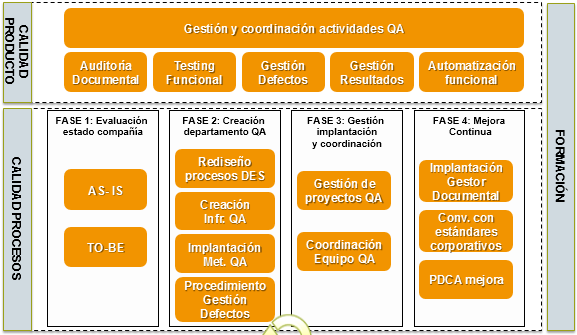 CALIDAD
PRODUCTO
Gestión y coordinación actividades QA
Auditoría
Documental
Testing
Funcional
Gestión
Defectos
Gestión
Resultados
Automatización
funcional
FORMACIÓN
CALIDAD PROCESOS
FASE 1: Evaluación
estado compañía
AS- IS
TO-BE
FASE 2: Creación
departamento QA
Rediseño
procesos DES
Creación
Infr. QA
Implantación
Met. QA
Procedimiento
Gestión
Defectos
FASE 3: Gestión
implantación
y coordinación
Gestión de
proyectos QA
Coordinación
Equipo QA
FASE 4: Mejora
Continua
Implantación
Gestor
Documental
Conv. con
estándares
corporativos
PDCA mejora